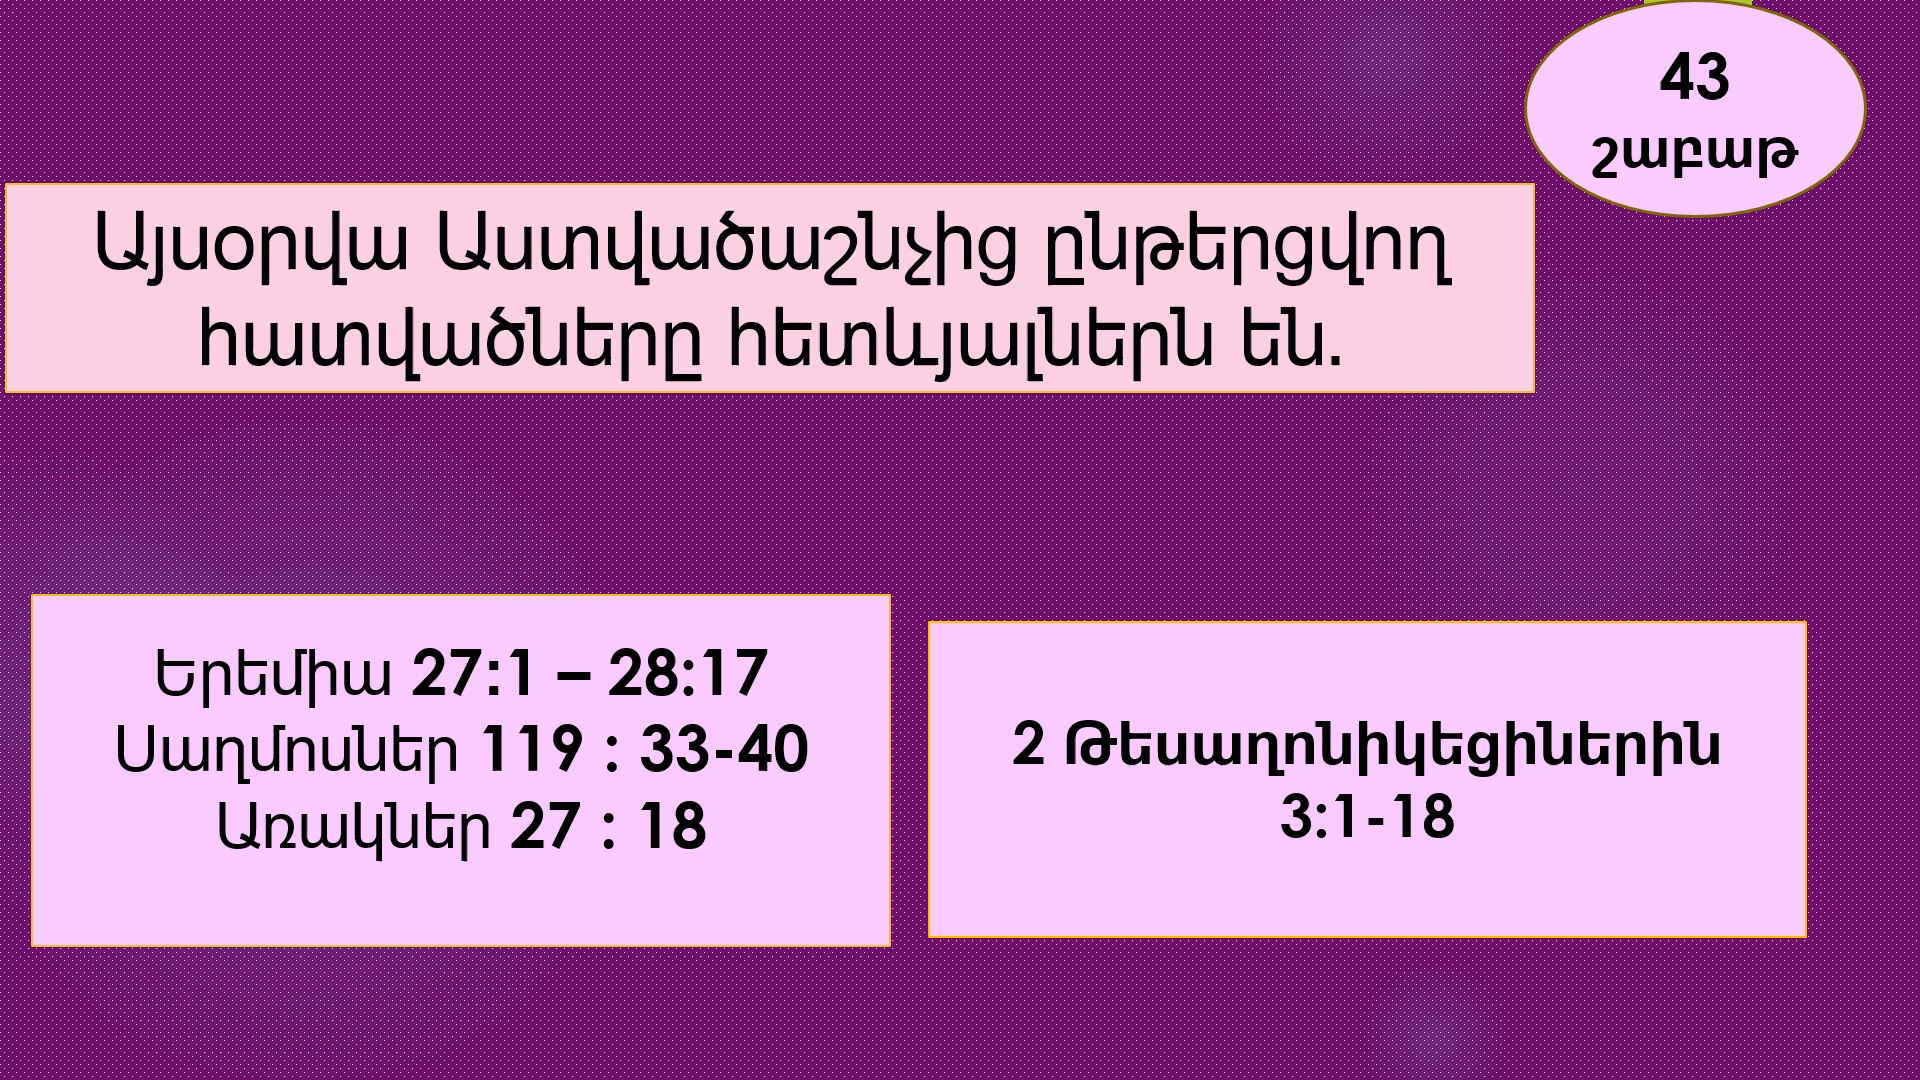 43
շաբաթ
Այսօրվա Աստվածաշնչից ընթերցվող
հատվածները հետևյալներն են.
Երեմիա 27:1 – 28:17
Սաղմոսներ 119 : 33-40
Առակներ 27 : 18
2 Թեսաղոնիկեցիներին
3:1-18